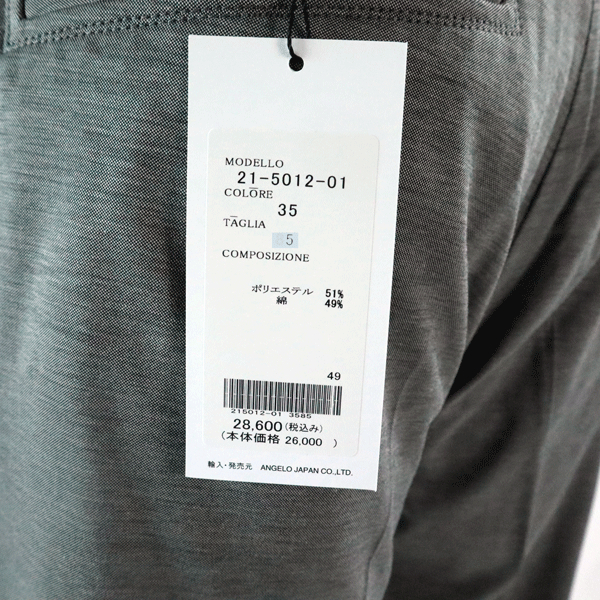 MODELLO
21-5012-01
COLORE
35
TAGLIA
85
COMPOSIZIONE
ポリエステル 51%
綿 49%
49
215012-01 3585
28,600(税込み)
(本体価格 26,000 )
輸入・発売元 ANGELO JAPAN CO.,LTD.